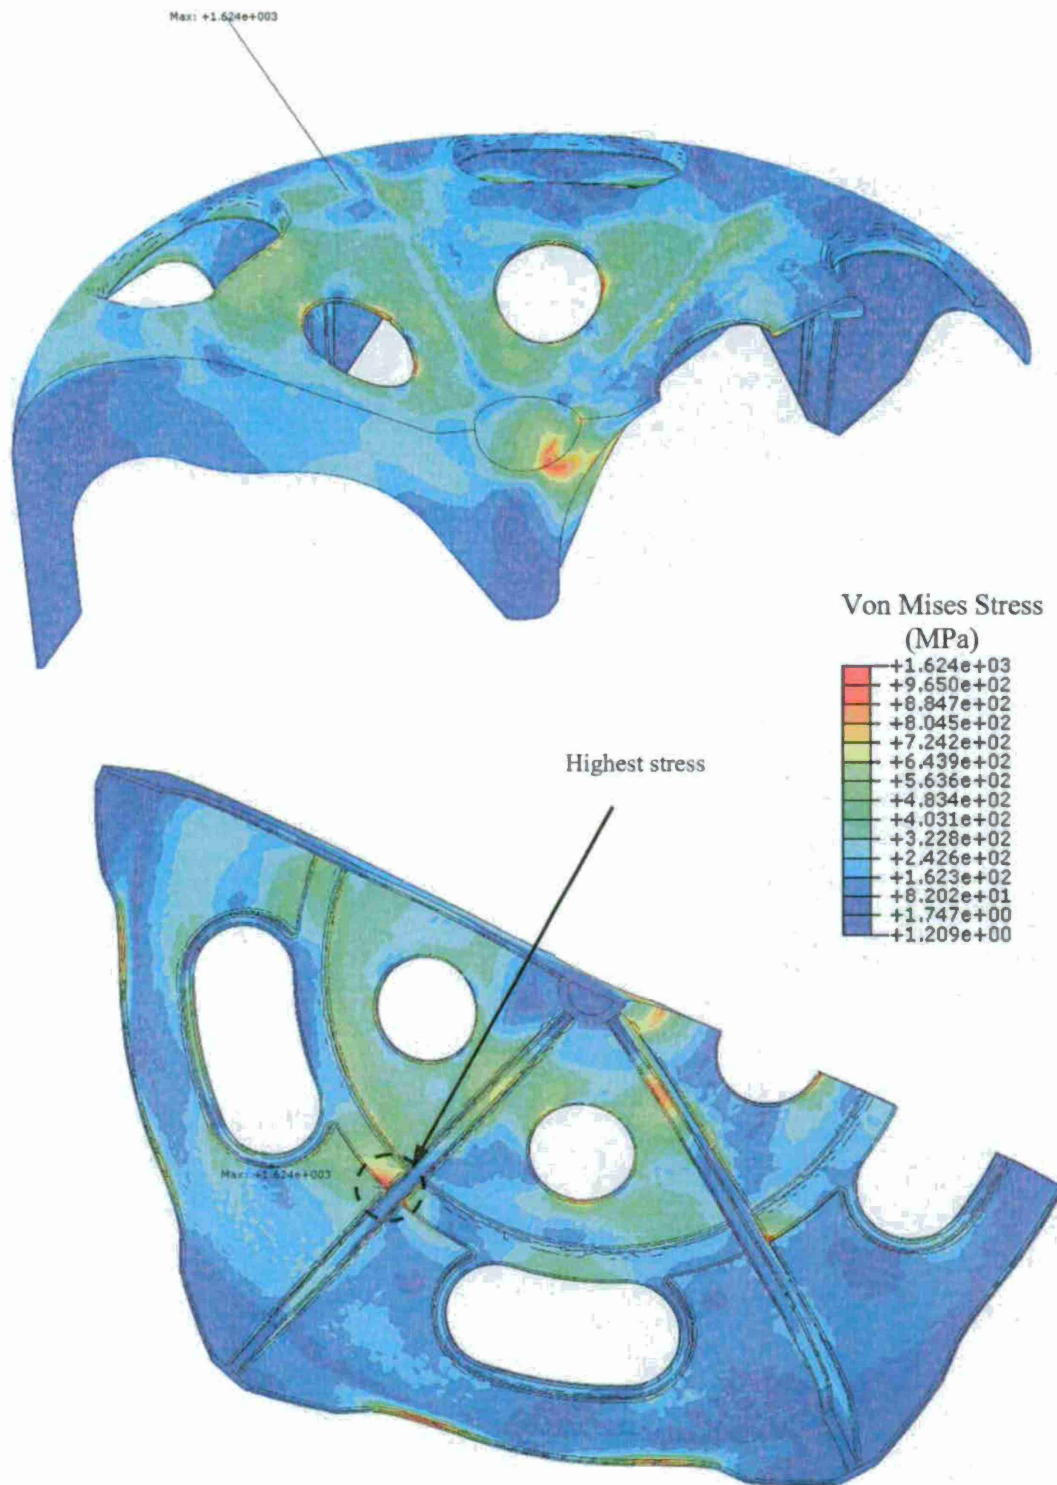 Max: +1.624e+003
Von Mises Stress
(MPa)
+1.624e+03
+9.650e+02
+8.847e+02
+8.045e+02
+7.242e+02
+6.439e+02
+5.636e+02
+4.834e+02
+4.031e+02
+3.228e+02
+2.426e+02
+1.623e+02
+8.202e+01
+1.747e+00
+1.209e+00
Highest stress
Max: +1.624e+003